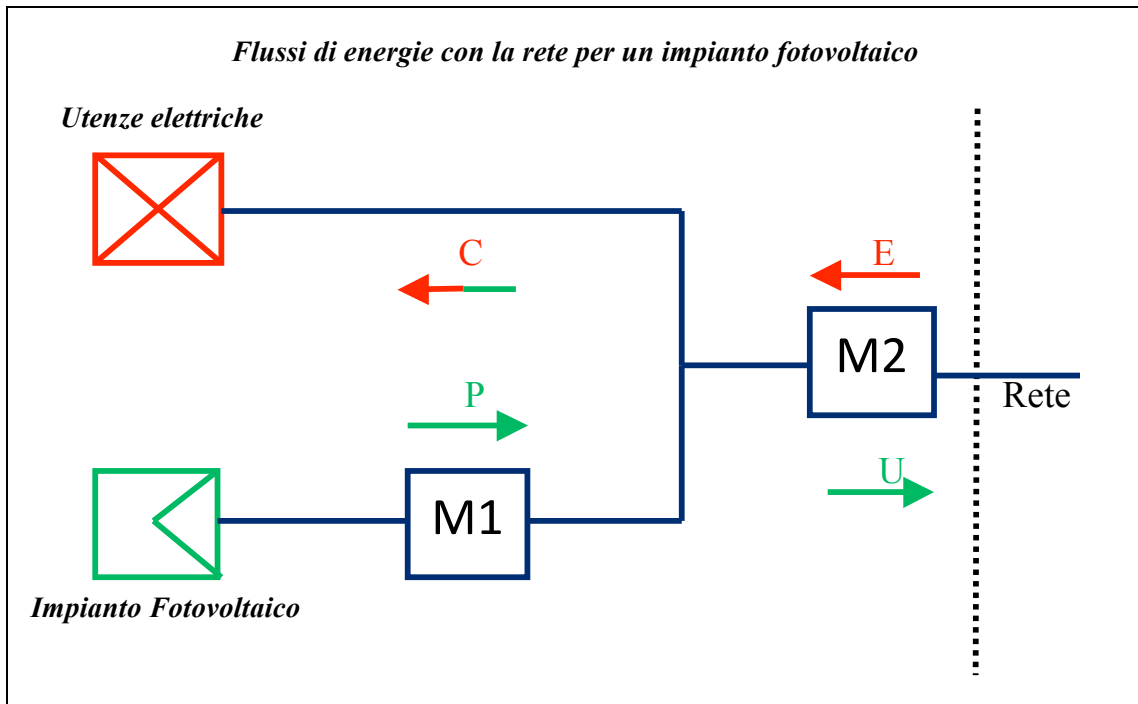 Flussi di energie con la rete per un impianto fotovoltaico
Utenze elettriche
C
E
M2
Rete
P
U
M1
Impianto Fotovoltaico